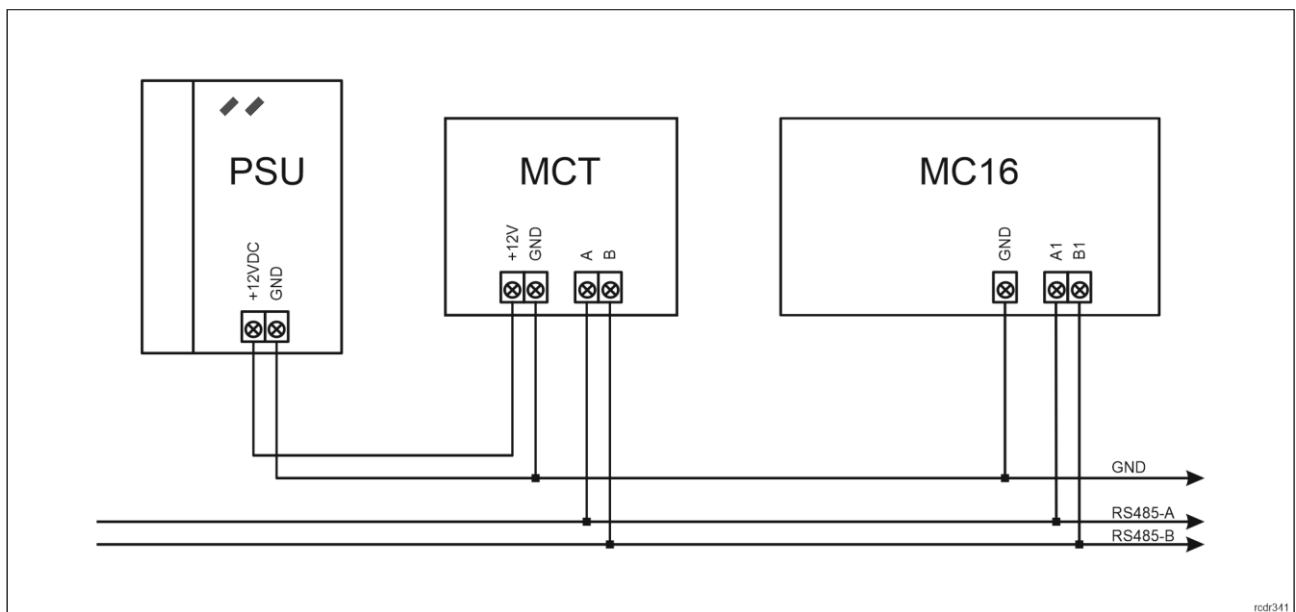 PSU
MCT
MC16
+12VDC
GND
+12V
GND
A
B
GND
A1
B1
GND
RS485-A
RS485-B
rcdr341